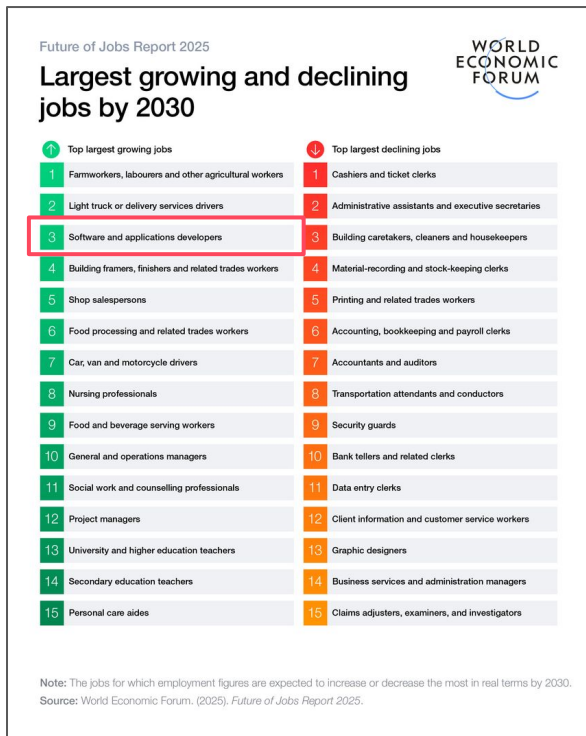 Future of Jobs Report 2025
Largest growing and declining
jobs by 2030
WORLD
ECONOMIC
FORUM
Top largest growing jobs
1 Farmworkers, labourers and other agricultural workers
2 Light truck or delivery services drivers
3 Software and applications developers
4 Building framers, finishers and related trades workers
5 Shop salespersons
6 Food processing and related trades workers
7 Car, van and motorcycle drivers
8 Nursing professionals
9 Food and beverage serving workers
10 General and operations managers
11 Social work and counselling professionals
12 Project managers
13 University and higher education teachers
14 Secondary education teachers
15 Personal care aides
Top largest declining jobs
1 Cashiers and ticket clerks
2 Administrative assistants and executive secretaries
3 Building caretakers, cleaners and housekeepers
4 Material-recording and stock-keeping clerks
5 Printing and related trades workers
6 Accounting, bookkeeping and payroll clerks
7 Accountants and auditors
8 Transportation attendants and conductors
9 Security guards
10 Bank tellers and related clerks
11 Data entry clerks
12 Client information and customer service workers
13 Graphic designers
14 Business services and administration managers
15 Claims adjusters, examiners, and investigators
Note: The jobs for which employment figures are expected to increase or decrease the most in real terms by 2030.
Source: World Economic Forum. (2025). Future of Jobs Report 2025.